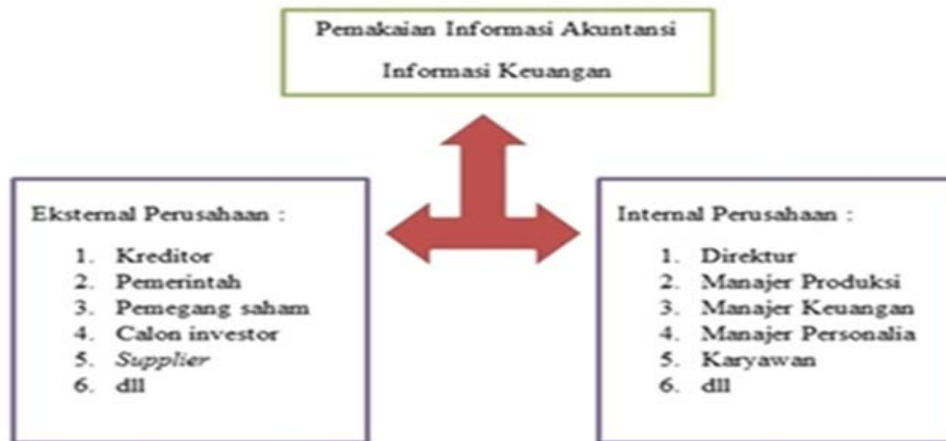 Pemakaian Informasi Akuntansi
Informasi Keuangan
Eksternal Perusahaan :
1. Kreditor
2. Pemerintah
3. Pemegang saham
4. Calon investor
5. Supplier
6. dll
Internal Perusahaan :
1. Direktur
2. Manajer Produksi
3. Manajer Keuangan
4. Manajer Personalia
5. Karyawan
6. dll